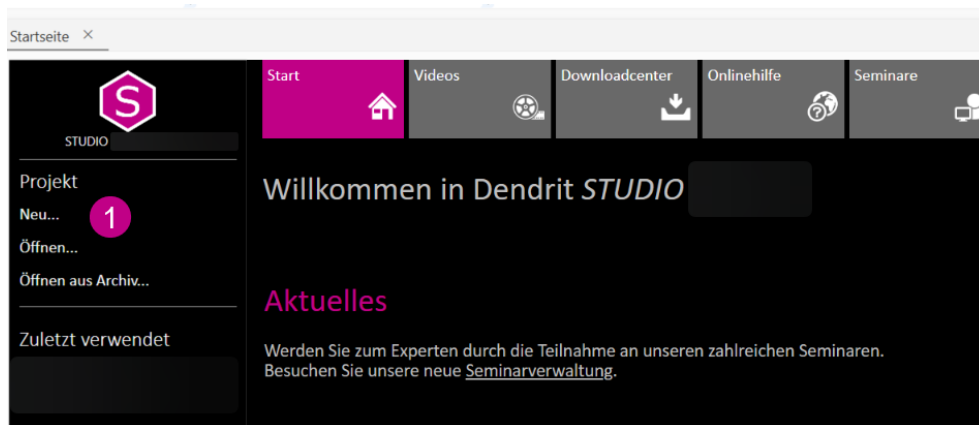 Startseite ×
S
STUDIO
Start
Videos
Downloadcenter
Onlinehilfe
Seminare
Projekt
Neu...
1
Öffnen...
Öffnen aus Archiv...
Zuletzt verwendet
Willkommen in Dendrit STUDIO
Aktuelles
Werden Sie zum Experten durch die Teilnahme an unseren zahlreichen Seminaren.
Besuchen Sie unsere neue Seminarverwaltung.